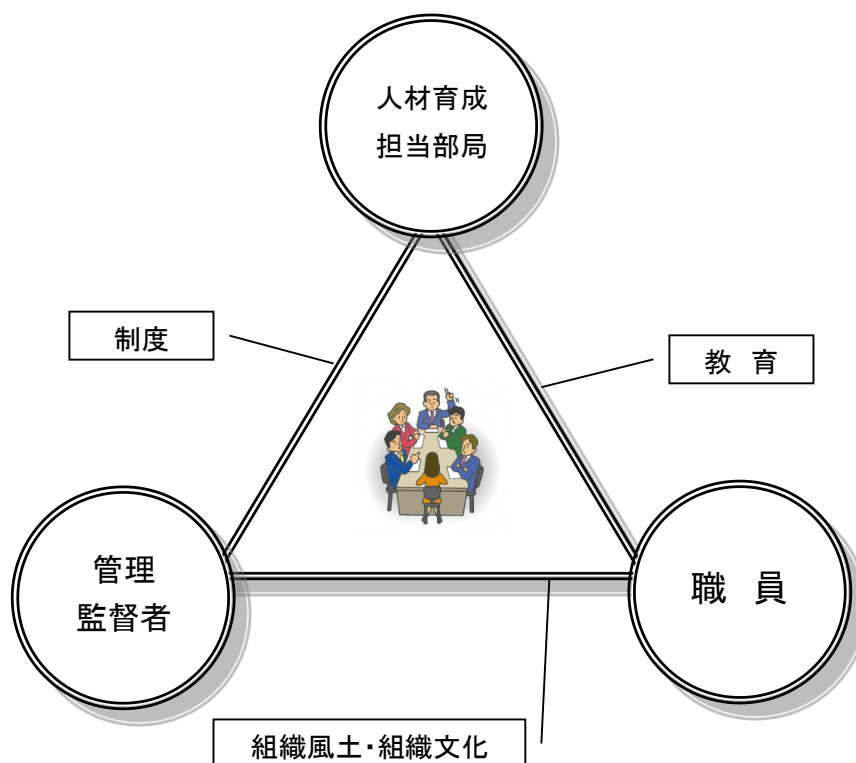 人材育成
担当部局
制度
教 育
管理
監督者
職 員
組織風土・組織文化